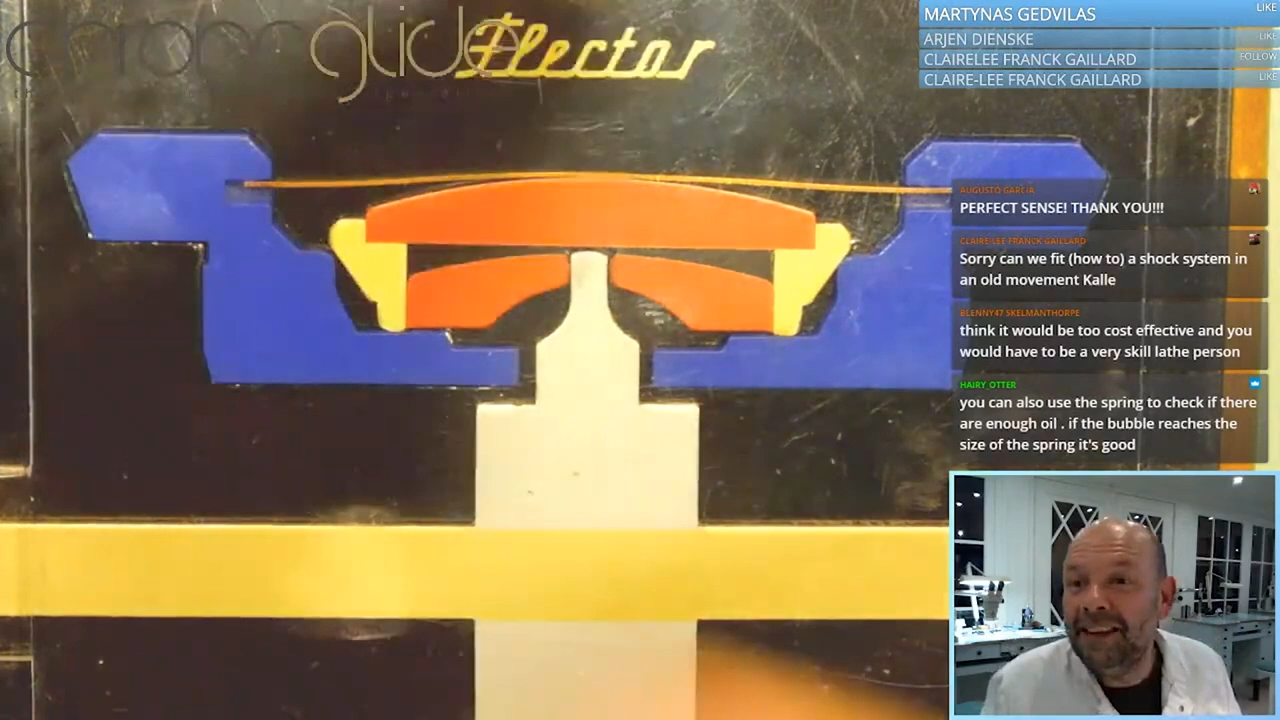 chronoglide
Flector
MARTYNAS GEDVILAS
LIKE
ARJEN DIENSKE
LIKE
CLAIRELEE FRANCK GAILLARD
FOLLOW
CLAIRE-LEE FRANCK GAILLARD
LIKE
AUGUSTO GARCIA
PERFECT SENSE! THANK YOU!!!
CLAIRE-LEE FRANCK GAILLARD
Sorry can we fit (how to) a shock system in
an old movement Kalle
BLENNY47 SKELMANTHORPE
think it would be too cost effective and you
would have to be a very skill lathe person
HAIRY_OTTER
you can also use the spring to check if there
are enough oil . if the bubble reaches the
size of the spring it's good